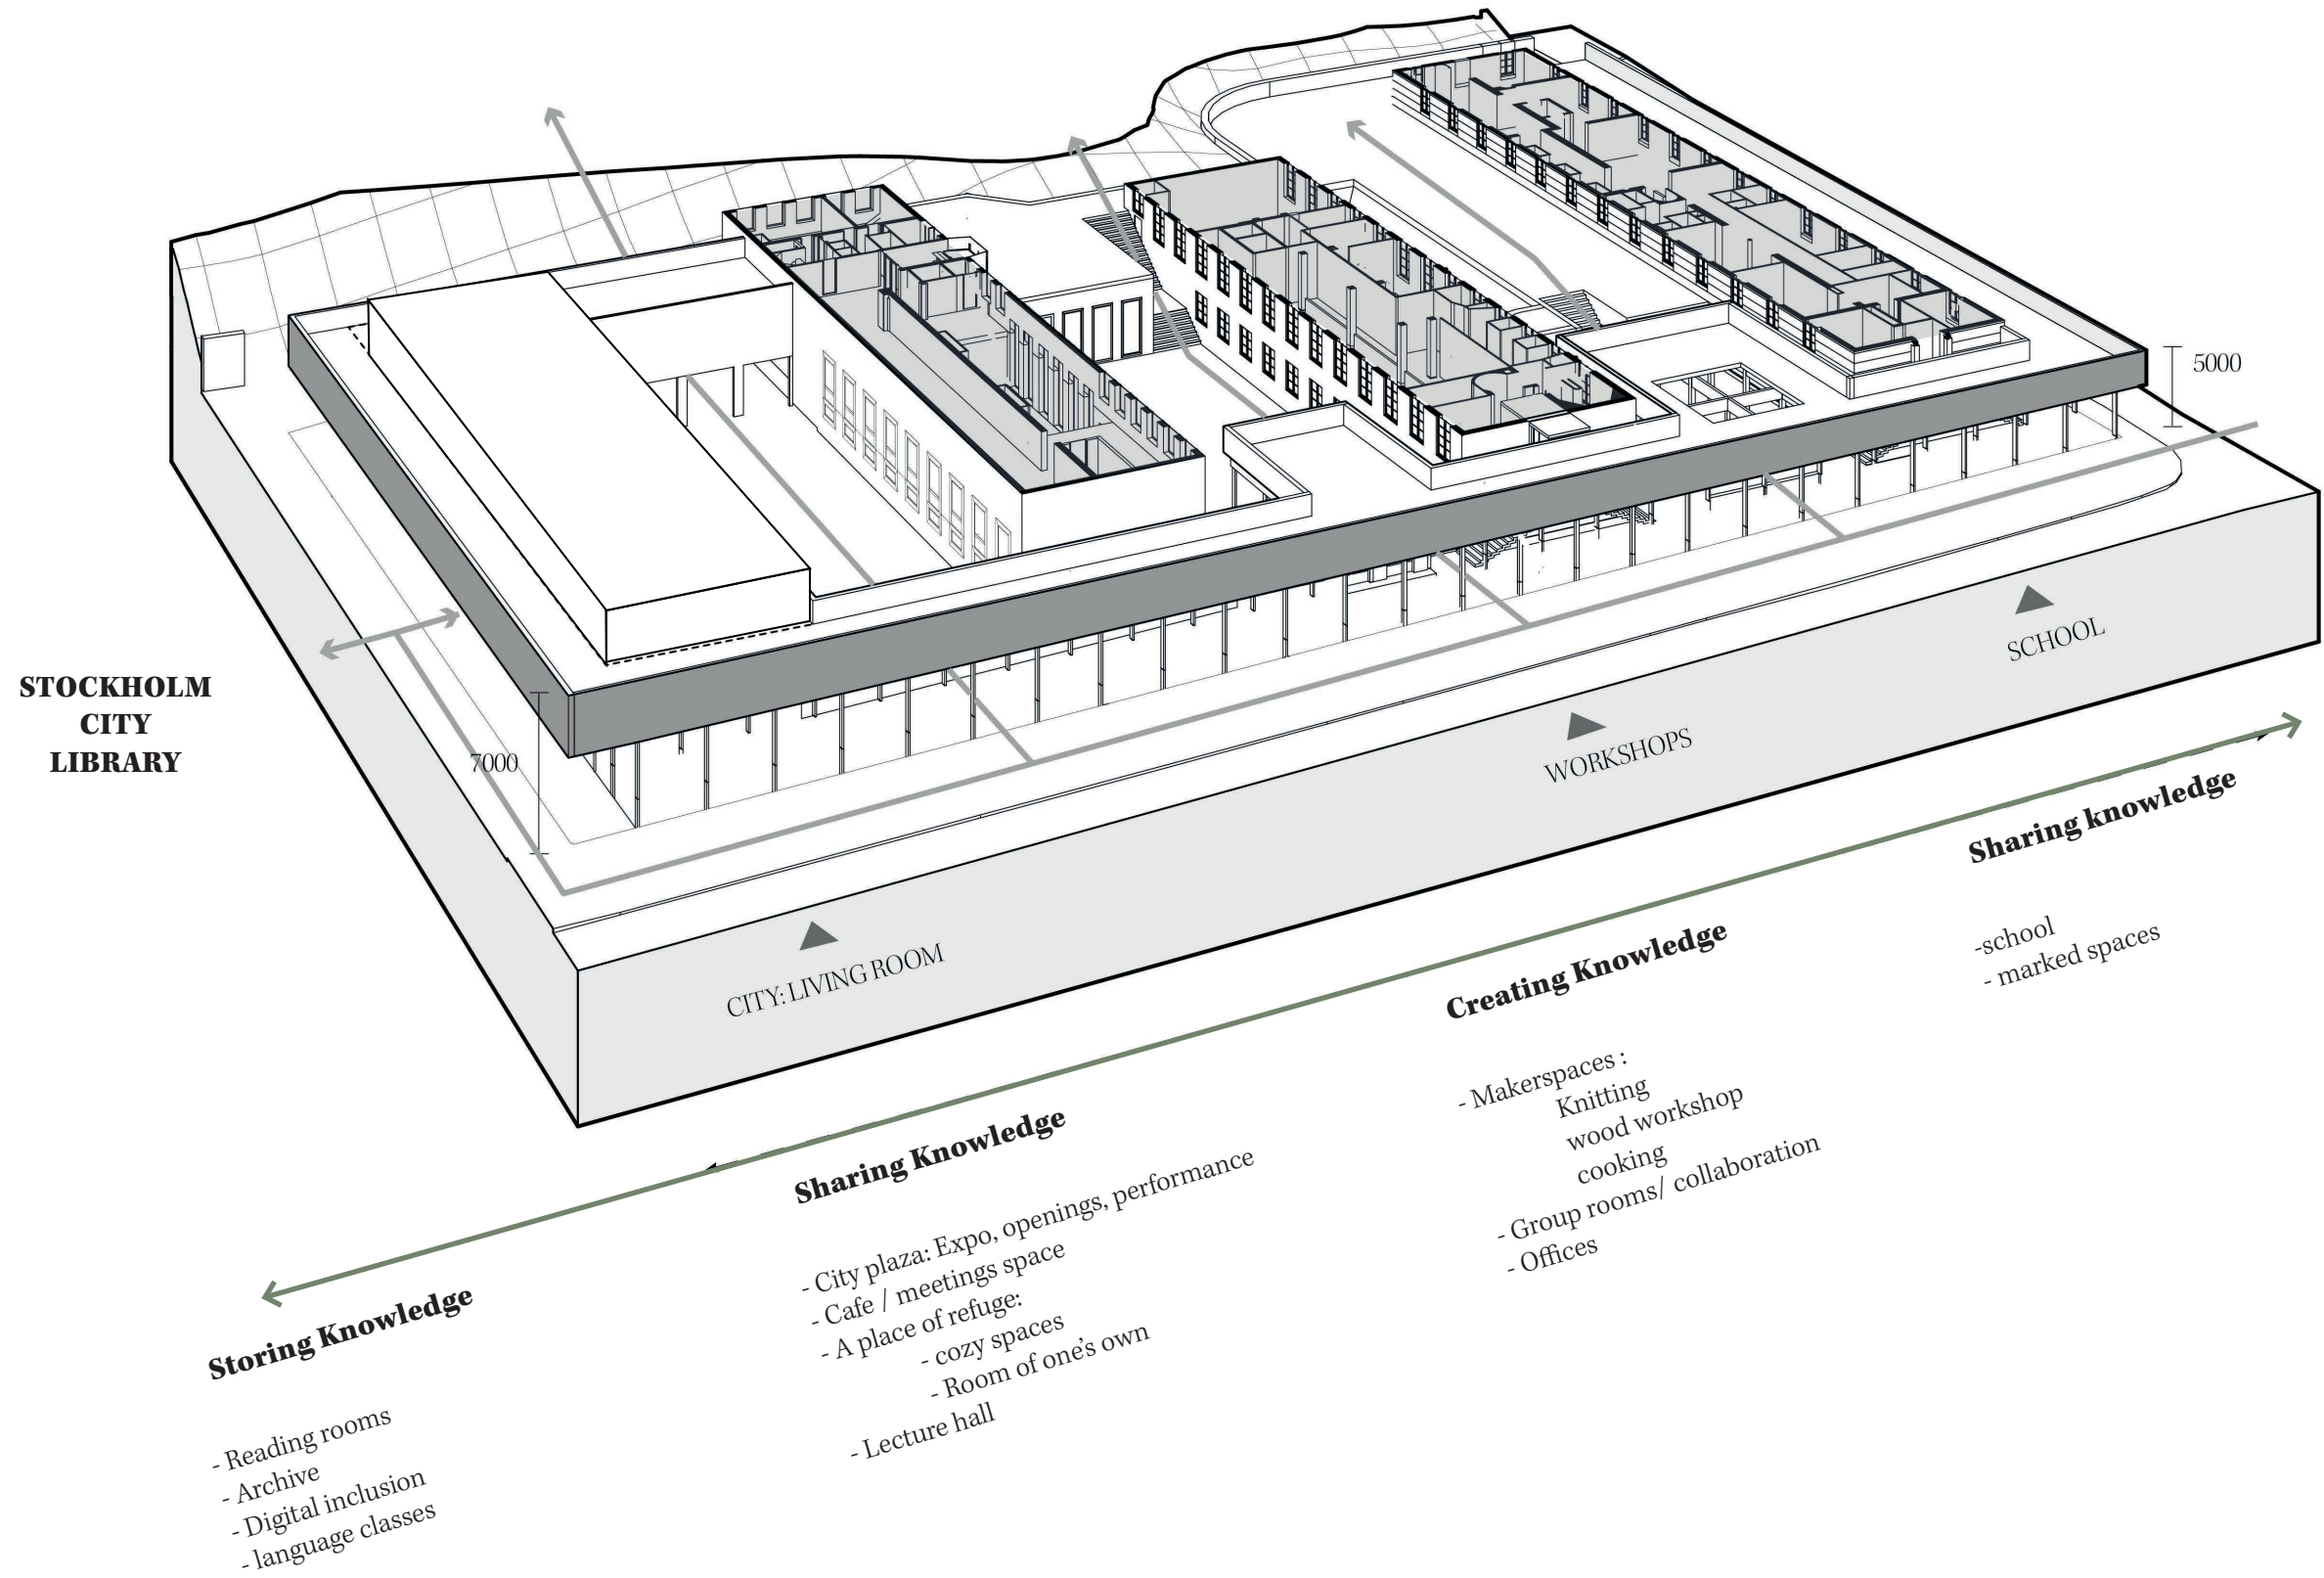 5000
STOCKHOLM
CITY
LIBRARY
7000
SCHOOL
WORKSHOPS
CITY: LIVING ROOM
Storing Knowledge
- Reading rooms
- Archive
- Digital inclusion
- language classes
Sharing Knowledge
- City plaza: Expo, openings, performance
- Cafe / meetings space
- A place of refuge:
- cozy spaces
- Room of one's own
- Lecture hall
Creating Knowledge
- Makerspaces :
Knitting
wood workshop
cooking
- Group rooms/ collaboration
- Offices
Sharing knowledge
-school
- marked spaces